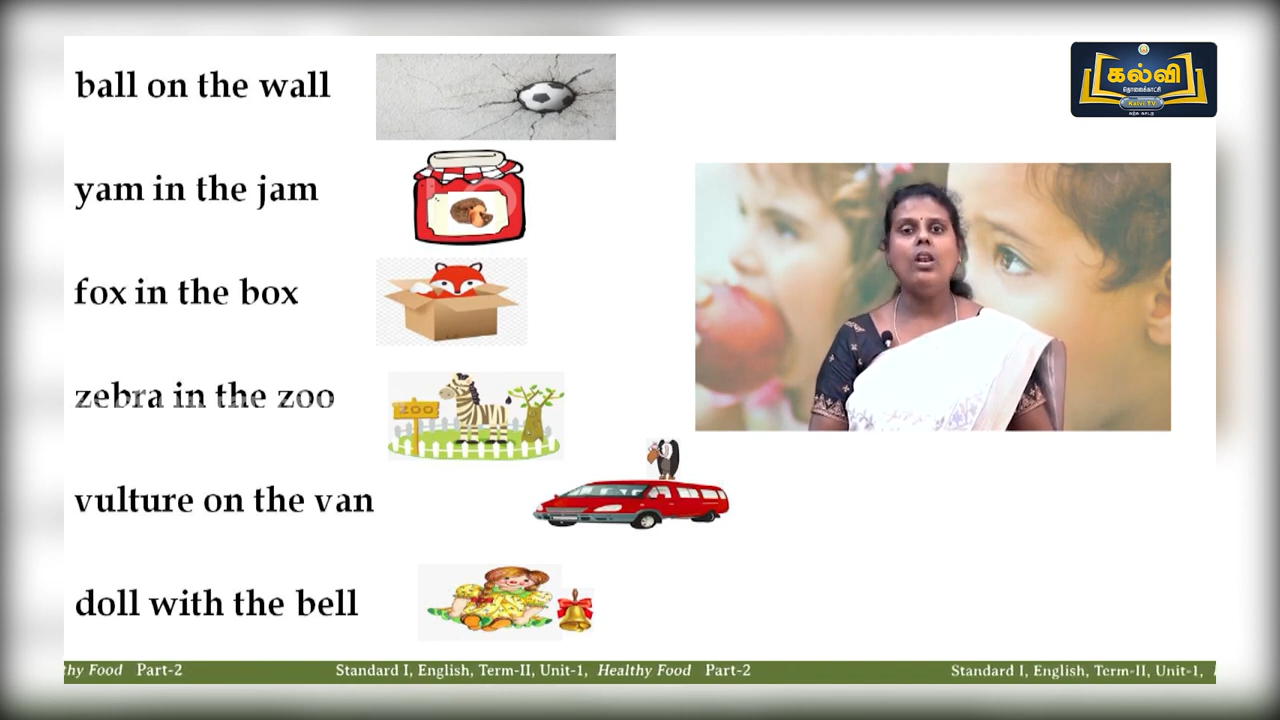 ball on the wall
yam in the jam
fox in the box
zebra in the zoo
vulture on the van
doll with the bell
ZOO
கல்வி
தொலைக்காட்சி
Kalvi TV
thy Food Part-2
Standard I, English, Term-II, Unit-1, Healthy Food Part-2
Standard I, English, Term-II, Unit-1,